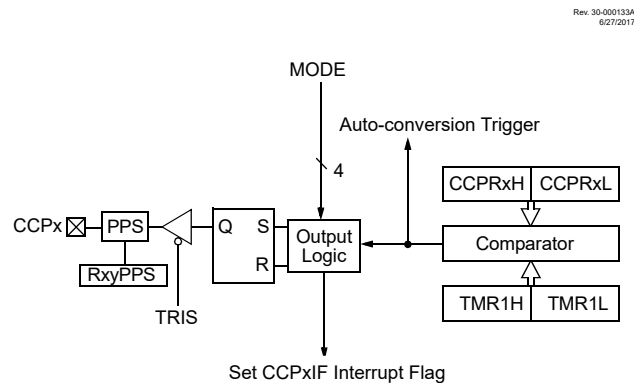 Rev. 30-000133A
6/27/2017
MODE
4
Auto-conversion Trigger
CCPRxH CCPRxL
CCPx PPS Q S Output Logic Comparator
R
RxyPPS
TMR1H TMR1L
TRIS
Set CCPxIF Interrupt Flag